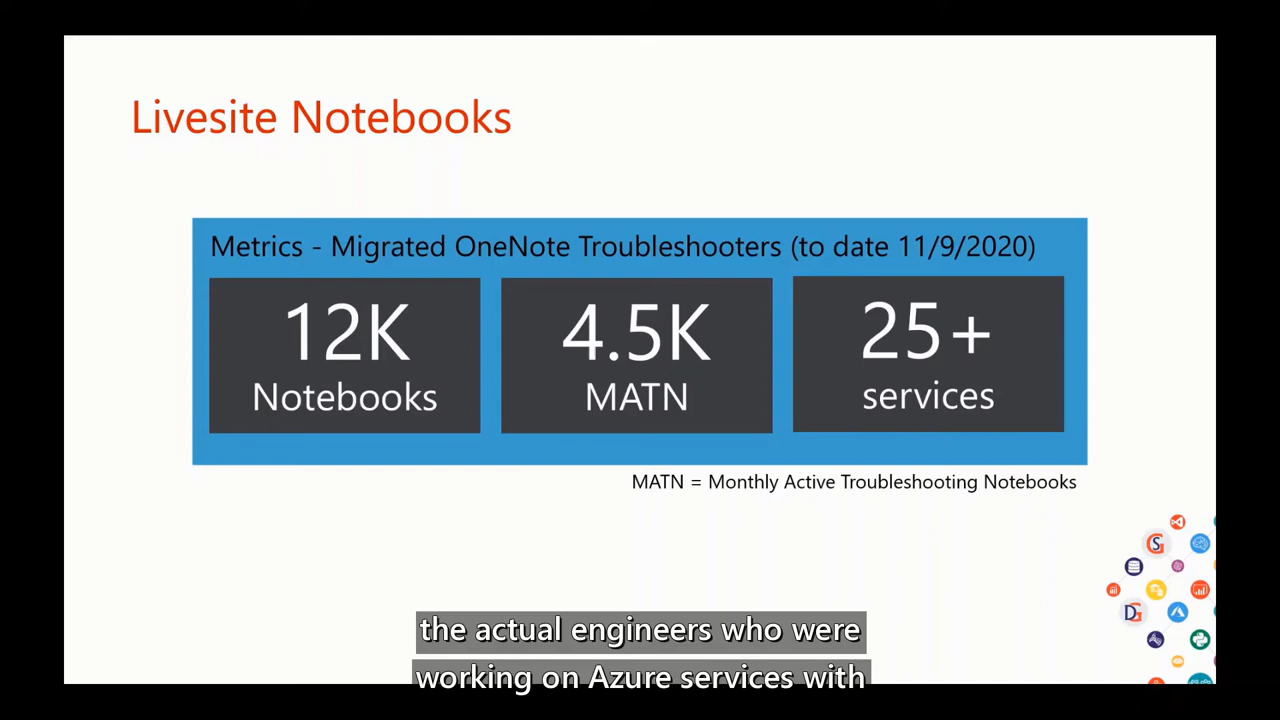 Livesite Notebooks
Metrics - Migrated OneNote Troubleshooters (to date 11/9/2020)
12K
Notebooks
4.5K
MATN
25+
services
MATN = Monthly Active Troubleshooting Notebooks
the actual engineers who were
working on Azure services with